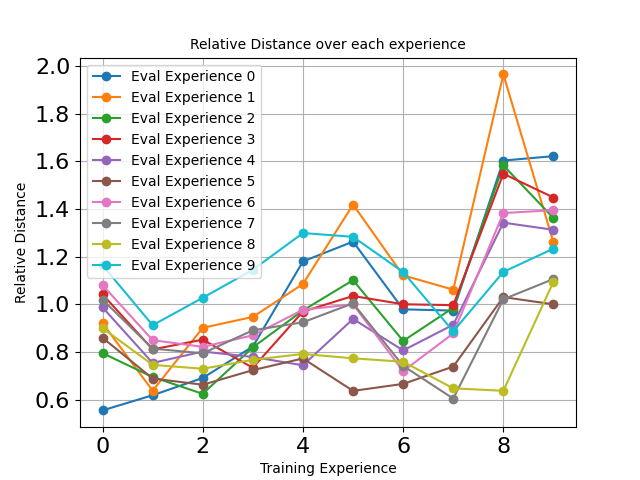 Relative Distance over each experience
Relative Distance
2.0
1.8
1.6
1.4
1.2
1.0
0.8
0.6
Eval Experience 0
Eval Experience 1
Eval Experience 2
Eval Experience 3
Eval Experience 4
Eval Experience 5
Eval Experience 6
Eval Experience 7
Eval Experience 8
Eval Experience 9
0 2 4 6 8
Training Experience